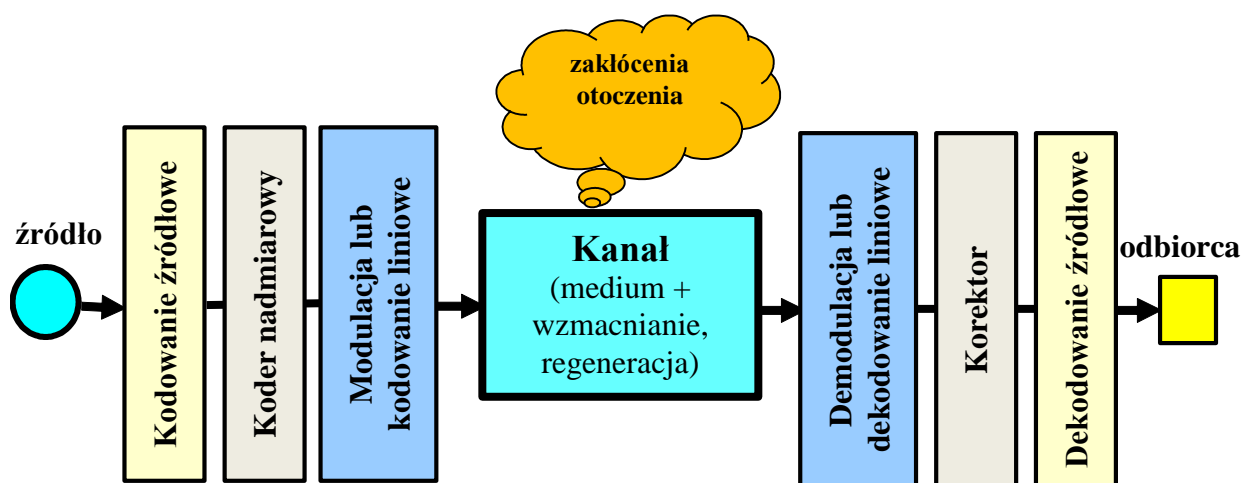 zakłócenia
otoczenia
źródło
Kodowanie źródłowe
Koder nadmiarowy
Modulacja lub
kodowanie liniowe
Kanał
(medium +
wzmacnianie,
regeneracja)
Demodulacja lub
dekodowanie liniowe
Korektor
Dekodowanie źródłowe
odbiorca